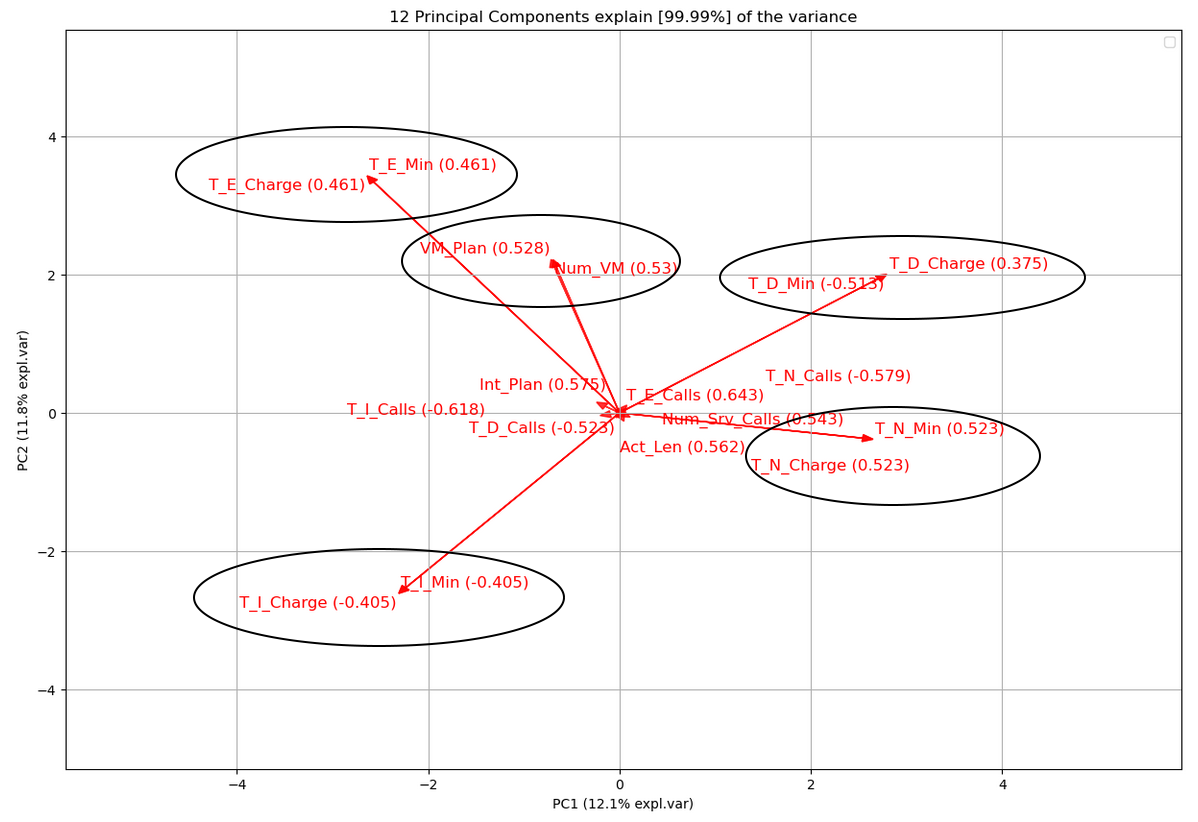 12 Principal Components explain [99.99%] of the variance
4
T_E_Min (0.461)
T_E_Charge (0.461)
VM_Plan (0.528)
Num_VM (0.53)
T_D_Charge (0.375)
2
T_D_Min (-0.513)
T_N_Calls (-0.579)
Int_Plan (0.575)
T_E_Calls (0.643)
T_I_Calls (-0.618)
0
Num_Srv_Calls (0.543)
T_D_Calls (-0.523)
T_N_Min (0.523)
Act_Len (0.562)
T_N_Charge (0.523)
PC2 (11.8% expl.var)
−2
T_I_Min (-0.405)
T_I_Charge (-0.405)
−4
−4
−2
0
2
4
PC1 (12.1% expl.var)